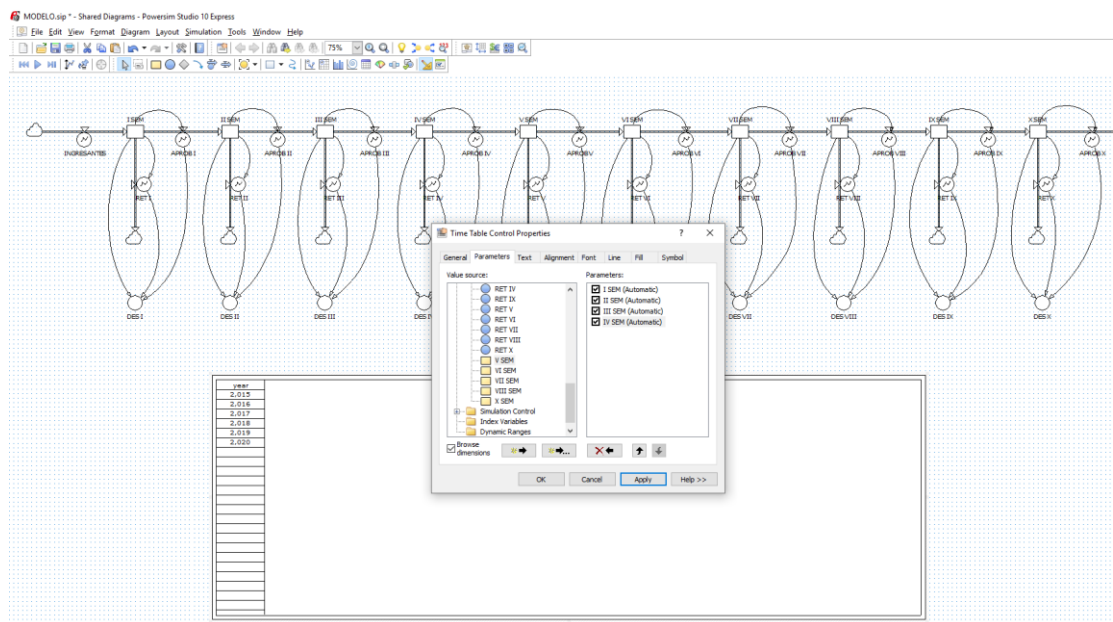 MODELO.sip * - Shared Diagrams - Powersim Studio 10 Express
File Edit View Format Diagram Layout Simulation Tools Window Help
75%
I SEM II SEM III SEM IV SEM V SEM VI SEM VII SEM VIII SEM IX SEM X SEM
INGRESANTES APROB I APROB II APROB III APROB IV APROB V APROB VI APROB VII APROB VIII APROB IX APROB X
RET I RET II RET III RET IV RET V RET VI RET VII RET VIII RET IX RET X
DES I DES II DES III DES VII DES VIII DES IX DES X
Time Table Control Properties
General Parameters Text Alignment Font Line Fill Symbol
Value source: Parameters:
RET IV
RET IX
RET V
RET VI
RET VII
RET VIII
RET X
V SEM
VI SEM
VII SEM
VIII SEM
X SEM
Simulation Control
Index Variables
Dynamic Ranges
I SEM (Automatic)
II SEM (Automatic)
III SEM (Automatic)
IV SEM (Automatic)
Browse
dimensions
OK Cancel Apply Help >>
year
2,015
2,016
2,017
2,018
2,019
2,020